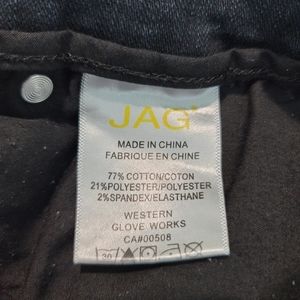 JAG
MADE IN CHINA
FABRIQUE EN CHINE
77% COTTON/COTON
21%POLYESTER/POLYESTER
2%SPANDEX/ELASTHANE
WESTERN
GLOVE WORKS
CA#00508
30